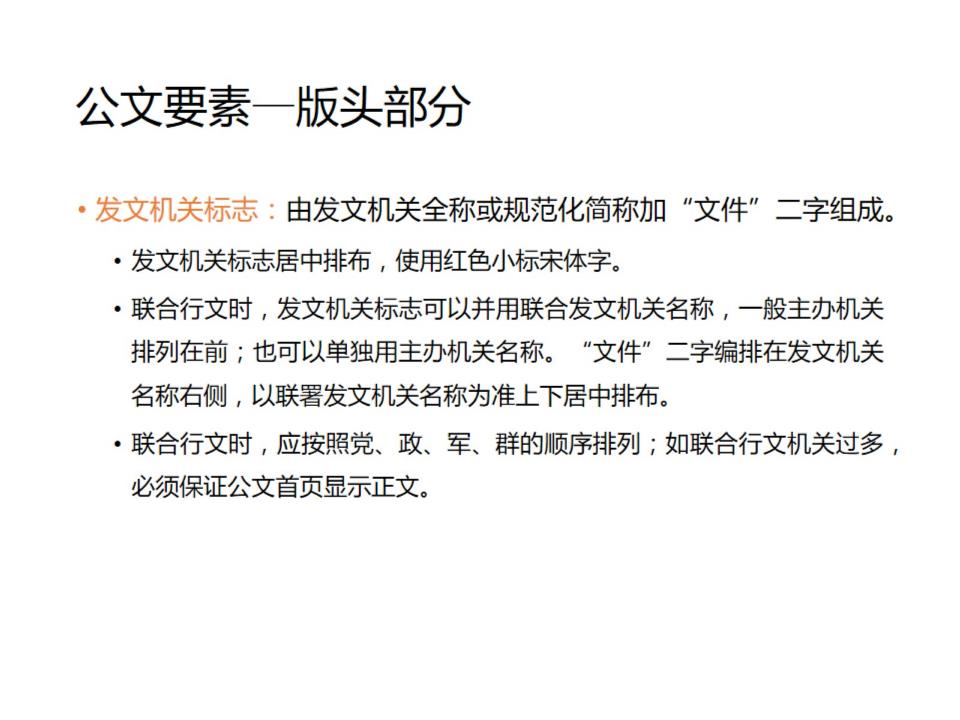 公文要素—版头部分
• 发文机关标志：由发文机关全称或规范化简称加“文件”二字组成。
• 发文机关标志居中排布，使用红色小标宋体字。
• 联合行文时，发文机关标志可以并用联合发文机关名称，一般主办机关
排列在前；也可以单独用主办机关名称。“文件”二字编排在发文机关
名称右侧，以联署发文机关名称为准上下居中排布。
• 联合行文时，应按照党、政、军、群的顺序排列；如联合行文机关过多，
必须保证公文首页显示正文。